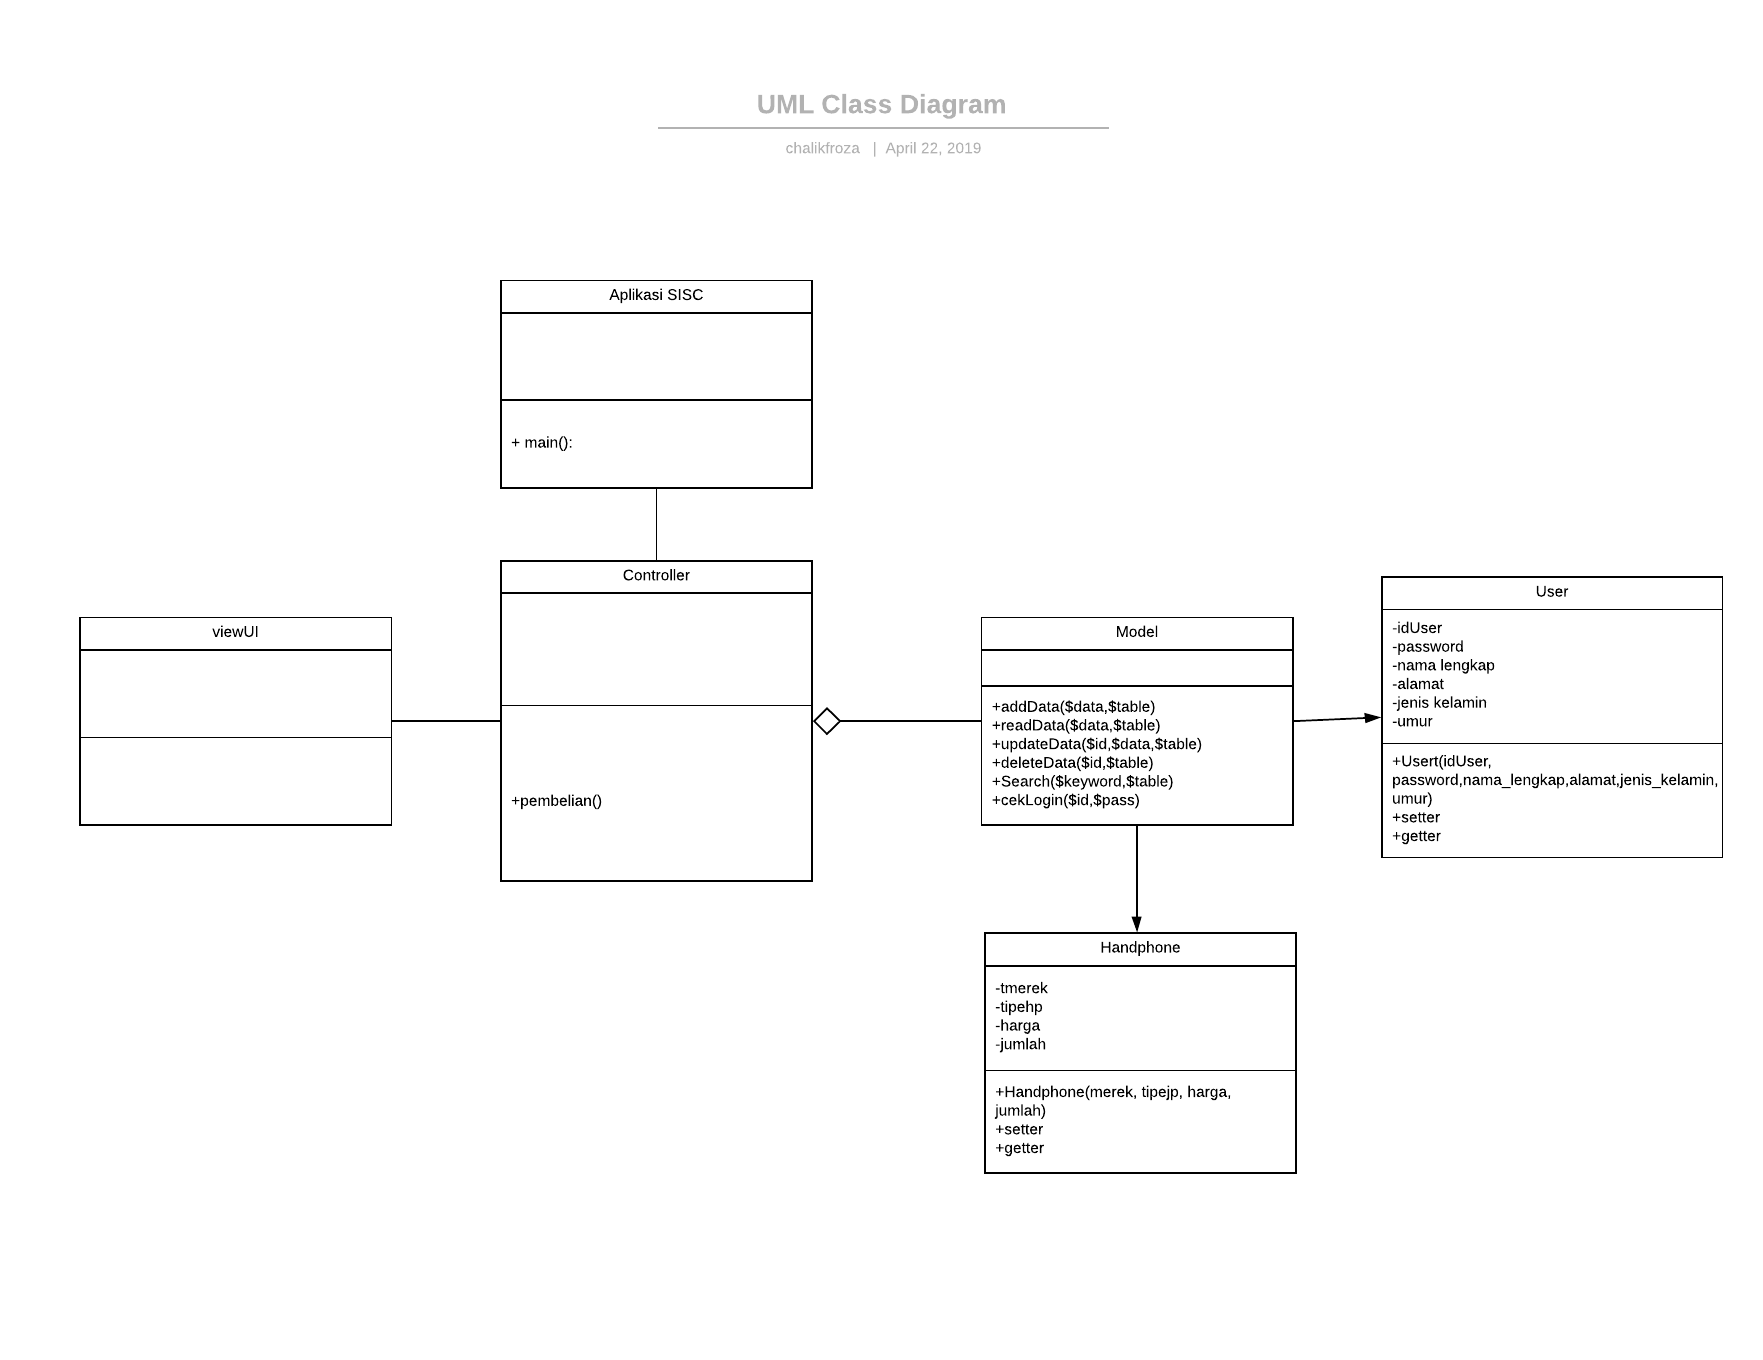 UML Class Diagram
chalikfroza | April 22, 2019
Aplikasi SISC
+ main():
Controller
+pembelian()
viewUI
Model
+addData($data,$table)
+readData($data,$table)
+updateData($id,$data,$table)
+deleteData($id,$table)
+Search($keyword,$table)
+cekLogin($id,$pass)
User
-idUser
-password
-nama lengkap
-alamat
-jenis kelamin
-umur
+Usert(idUser,
password,nama_lengkap,alamat,jenis_kelamin,
umur)
+setter
+getter
Handphone
-tmerek
-tipehp
-harga
-jumlah
+Handphone(merek, tipejp, harga,
jumlah)
+setter
+getter